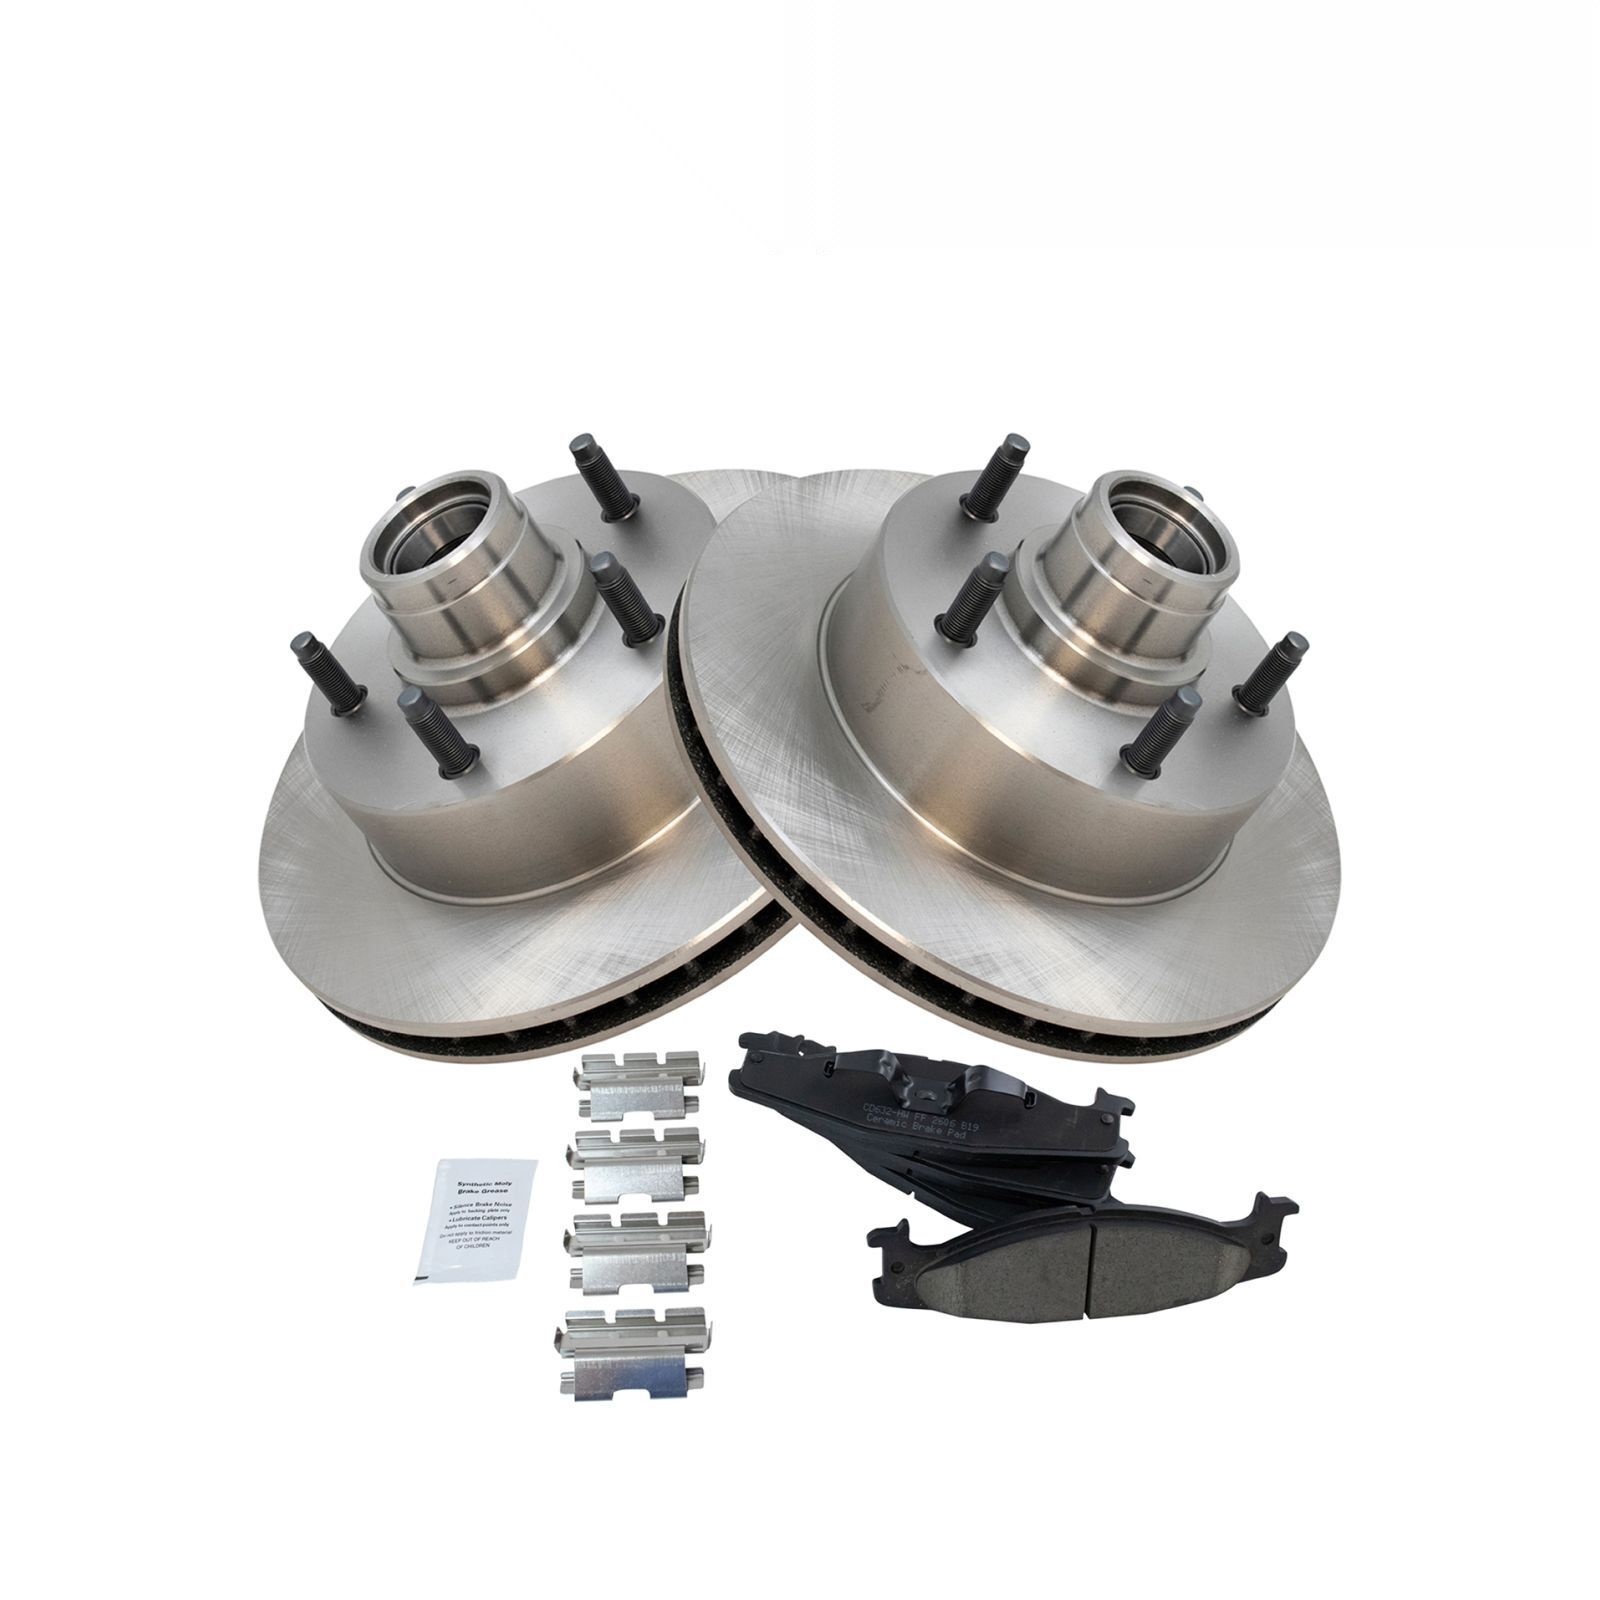 CD632-HW FF 2606 819
Ceramic Brake Pad
Synthetic Moly
Brake Grease
• Silence Brake Noise
Apply to backing plate only
• Lubricate Calipers
Apply to contact points only
Do not apply to friction material
KEEP OUT OF REACH
OF CHILDREN